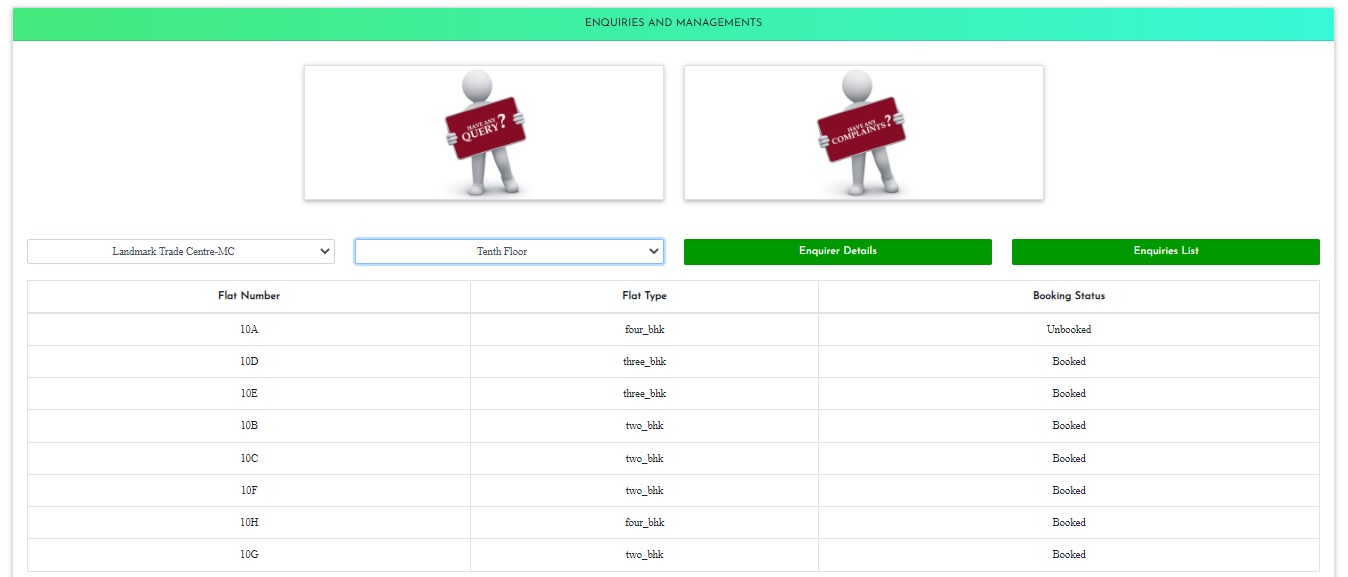 ENQUIRIES AND MANAGEMENTS
HAVE ANY
QUERY?
HAVE ANY
COMPLAINTS?
Landmark Trade Centre-MC Tenth Floor Enquirer Details Enquiries List
Flat Number Flat Type Booking Status
10A four_bhk Unbooked
10D three_bhk Booked
10E three_bhk Booked
10B two_bhk Booked
10C two_bhk Booked
10F two_bhk Booked
10H four_bhk Booked
10G two_bhk Booked